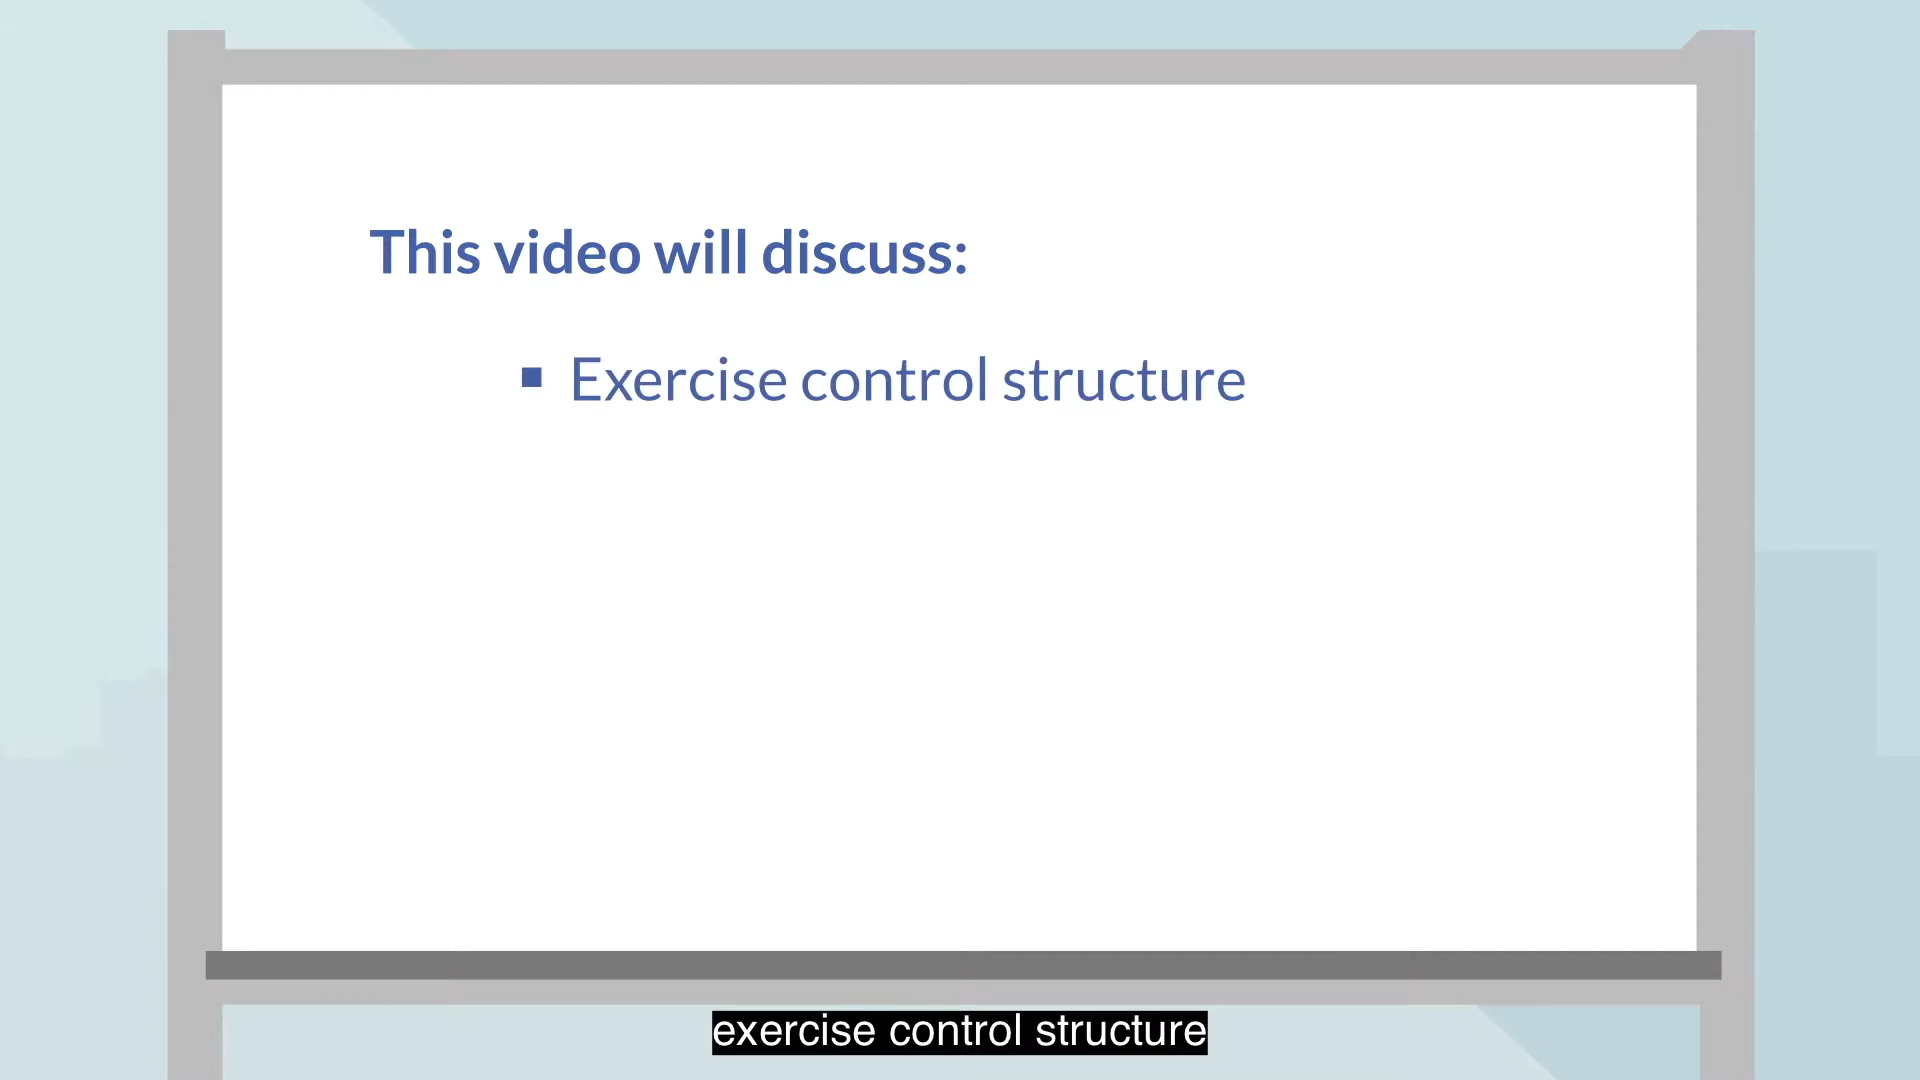 This video will discuss:
▪ Exercise control structure
exercise control structure